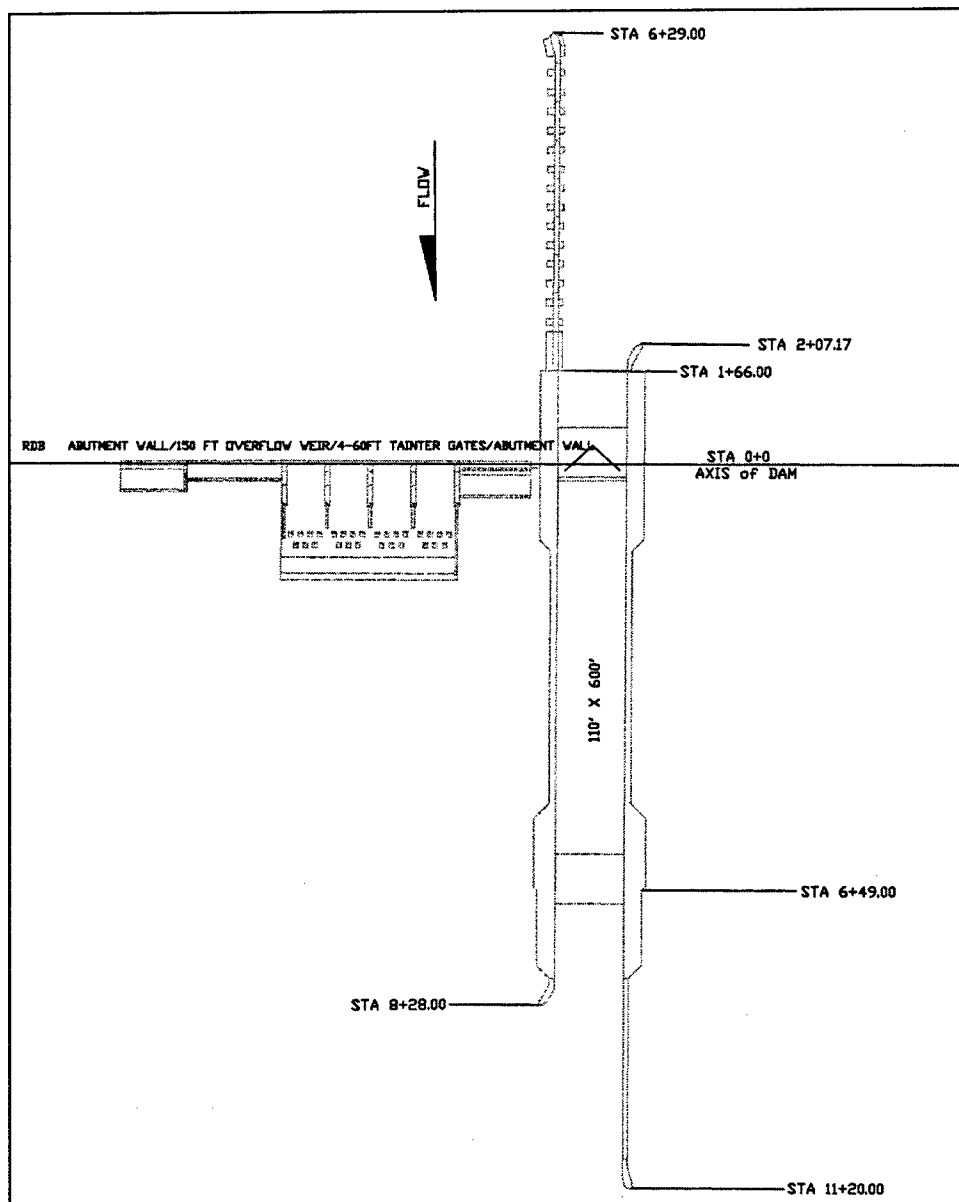 STA 6+29.00
FLOW
STA 2+07.17
STA 1+66.00
RDB ABUTMENT WALL/150 FT OVERFLOW WEIR/4-60FT TAINTER GATES/ABUTMENT WALL
STA 0+0
AXIS of DAM
110' X 600'
STA 6+49.00
STA 8+28.00
STA 11+20.00